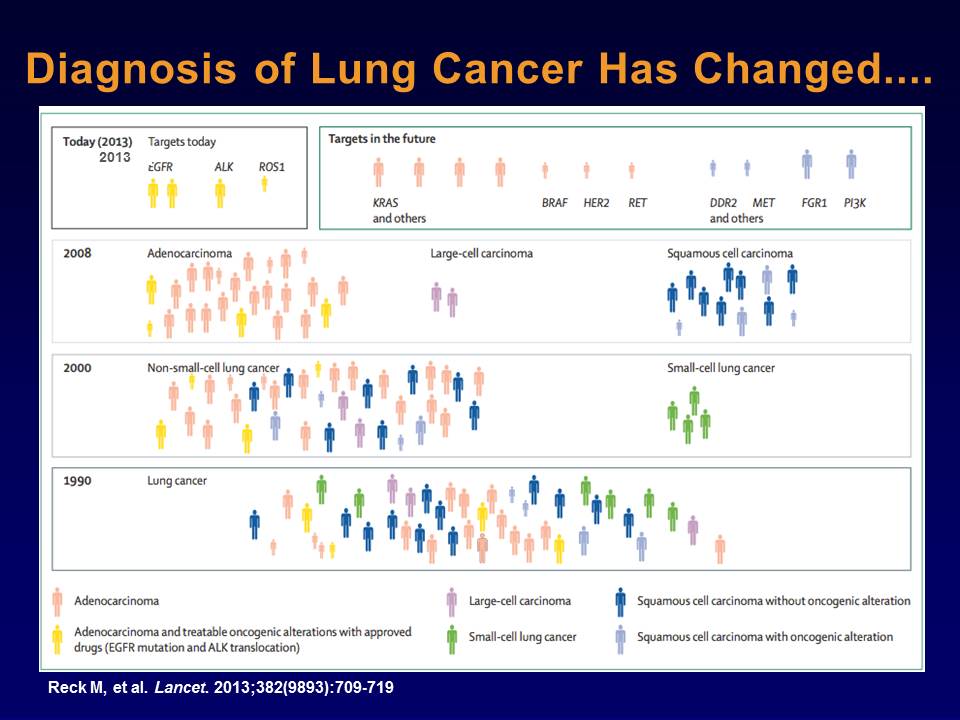 Diagnosis of Lung Cancer Has Changed....
Today (2013)
2013
Targets today
EGFR
ALK
ROS1
Targets in the future
KRAS
and others
BRAF
HER2
RET
DDR2
MET
and others
FGR1
PI3K
2008
Adenocarcinoma
Large-cell carcinoma
Squamous cell carcinoma
2000
Non-small-cell lung cancer
Small-cell lung cancer
1990
Lung cancer
Adenocarcinoma
Large-cell carcinoma
Squamous cell carcinoma without oncogenic alteration
Adenocarcinoma and treatable oncogenic alterations with approved
drugs (EGFR mutation and ALK translocation)
Small-cell lung cancer
Squamous cell carcinoma with oncogenic alteration
Reck M, et al. Lancet. 2013;382(9893):709-719